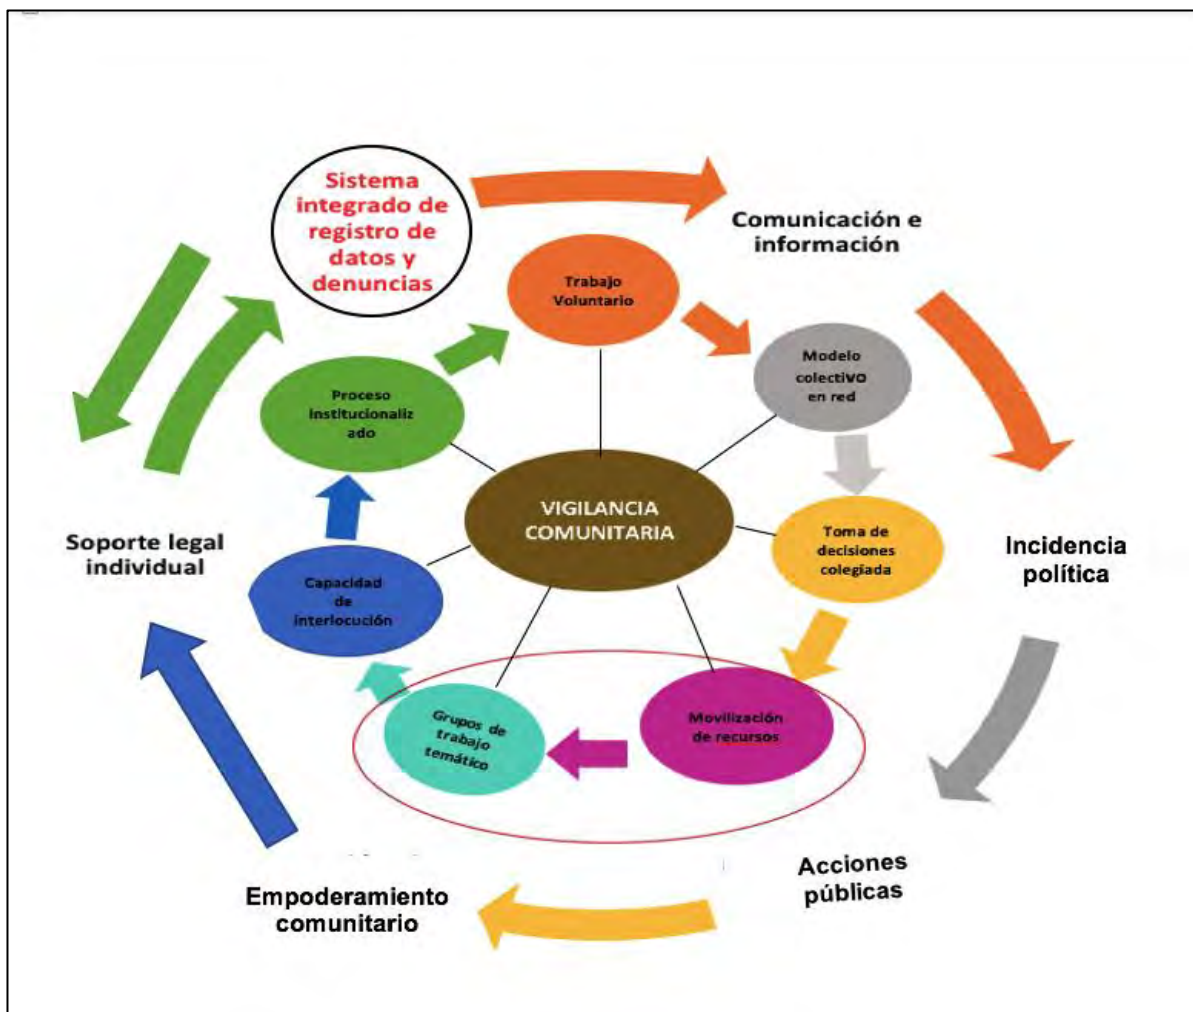 Sistema
integrado de
registro de
datos y
denuncias
Comunicación e
información
Trabajo
Voluntario
Modelo
colectivo
en red
Proceso
institucionaliz
ado
VIGILANCIA
COMUNITARIA
Toma de
decisiones
colegiada
Incidencia
política
Soporte legal
individual
Capacidad
de
interlocución
Grupos de
trabajo
temático
Movilización
de recursos
Acciones
públicas
Empoderamiento
comunitario